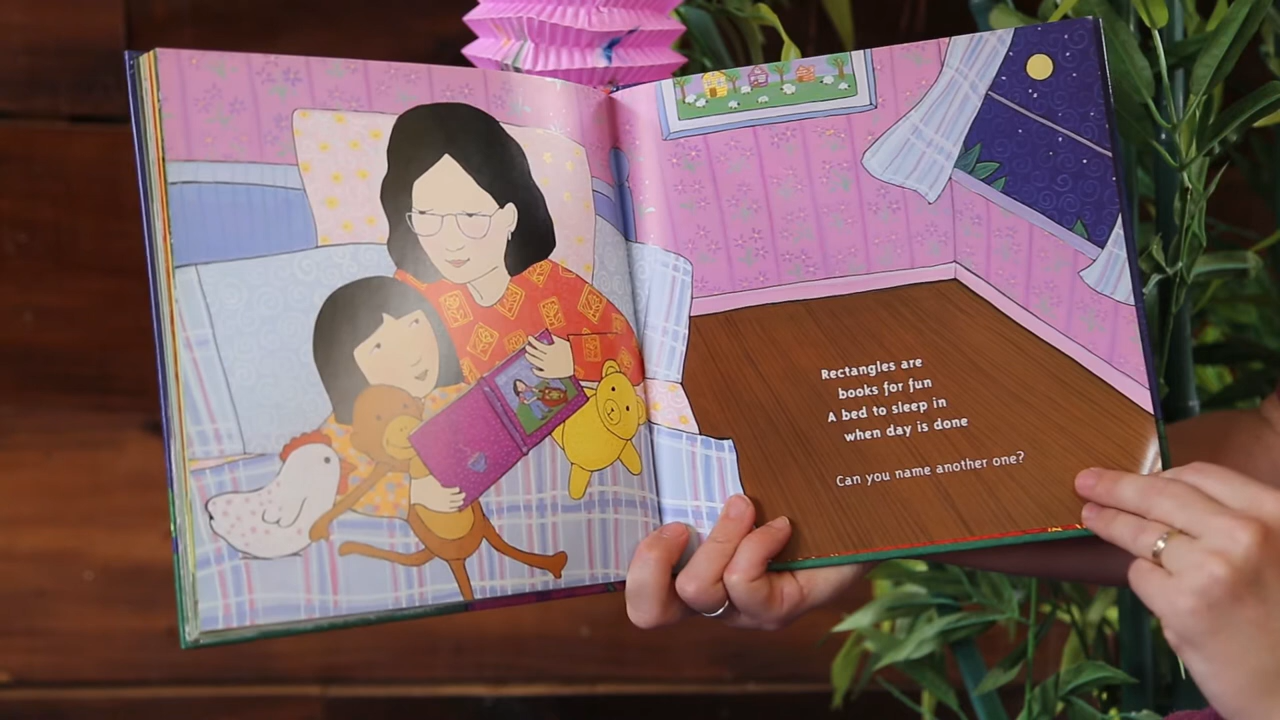 Rectangles are
books for fun
A bed to sleep in
when day is done
Can you name another one?